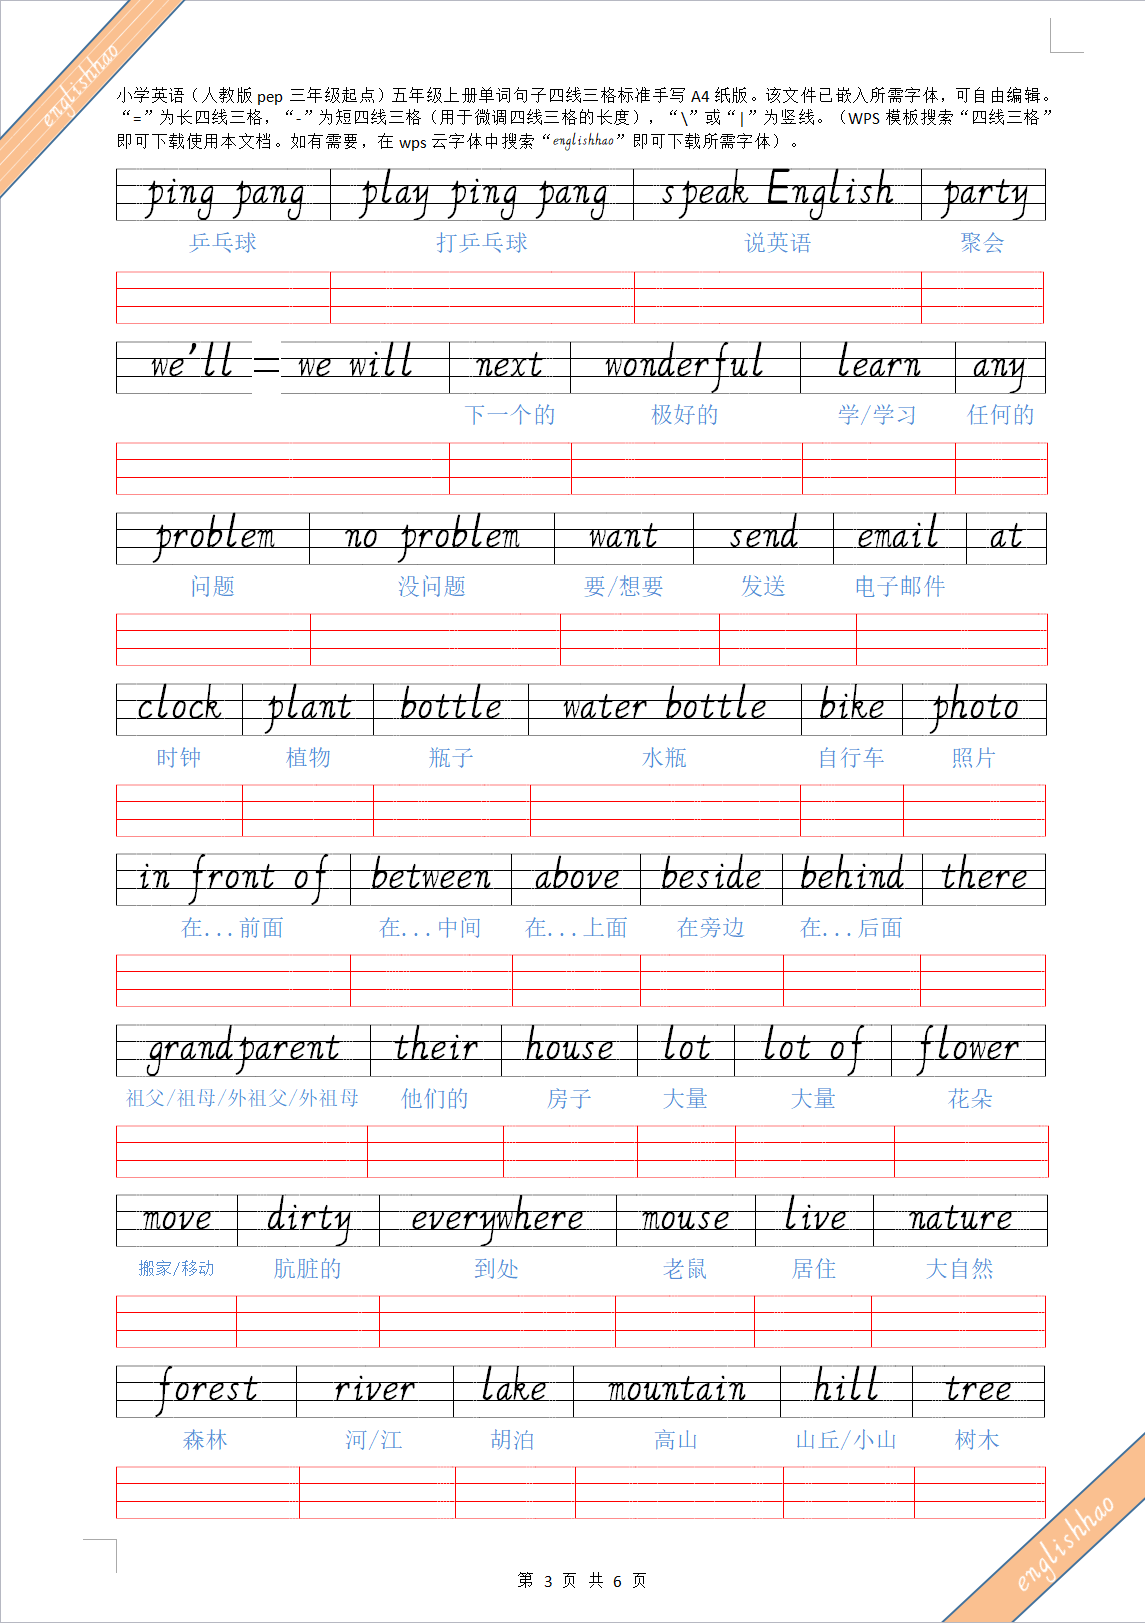 englishhao
小学英语（人教版 pep 三年级起点）五年级上册单词句子四线三格标准手写 A4 纸版。该文件已嵌入所需字体，可自由编辑。
“=”为长四线三格，“-”为短四线三格（用于微调四线三格的长度），“\”或“|”为竖线。（WPS 模板搜索“四线三格”
即可下载使用本文档。如有需要，在 wps 云字体中搜索“englishhao”即可下载所需字体）。
ping pang play ping pang speak English party
乒乓球 打乒乓球 说英语 聚会
we'll = we will next wonderful learn any
下一个的 极好的 学/学习 任何的
problem no problem want send email at
问题 没问题 要/想要 发送 电子邮件
clock plant bottle water bottle bike photo
时钟 植物 瓶子 水瓶 自行车 照片
in front of between above beside behind there
在...前面 在...中间 在...上面 在旁边 在...后面
grandparent their house lot lot of flower
祖父/祖母/外祖父/外祖母 他们的 房子 大量 大量 花朵
move dirty everywhere mouse live nature
搬家/移动 肮脏的 到处 老鼠 居住 大自然
forest river lake mountain hill tree
森林 河/江 胡泊 高山 山丘/小山 树木
englishhao
第 3 页 共 6 页